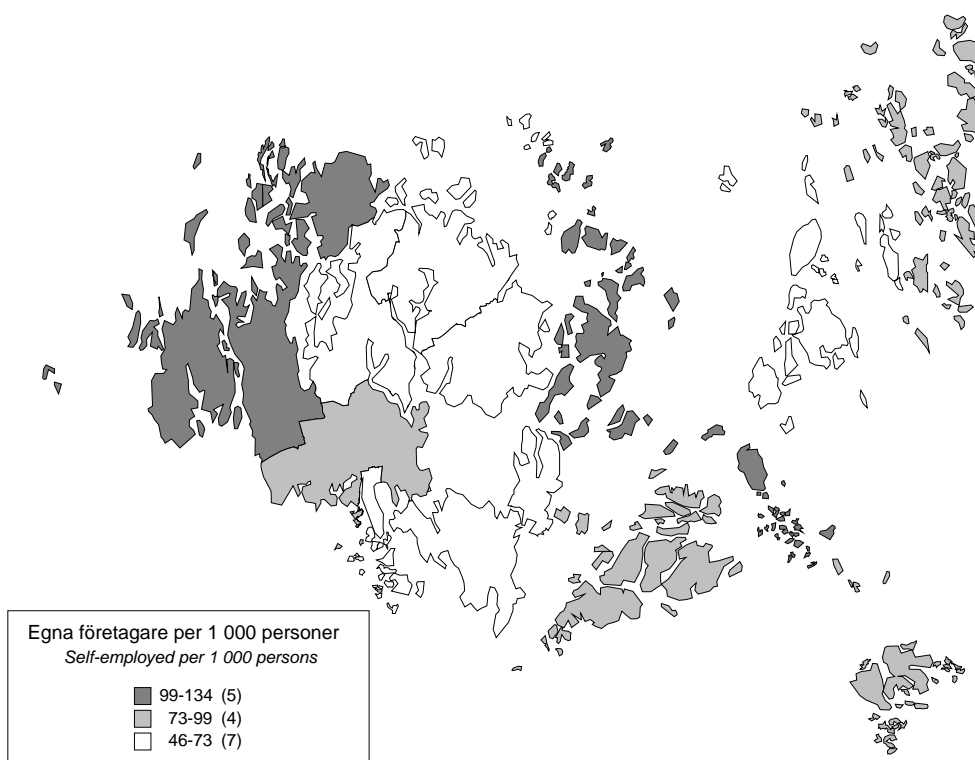 Egna företagare per 1 000 personer
Self-employed per 1 000 persons
99-134 (5)
73-99 (4)
46-73 (7)